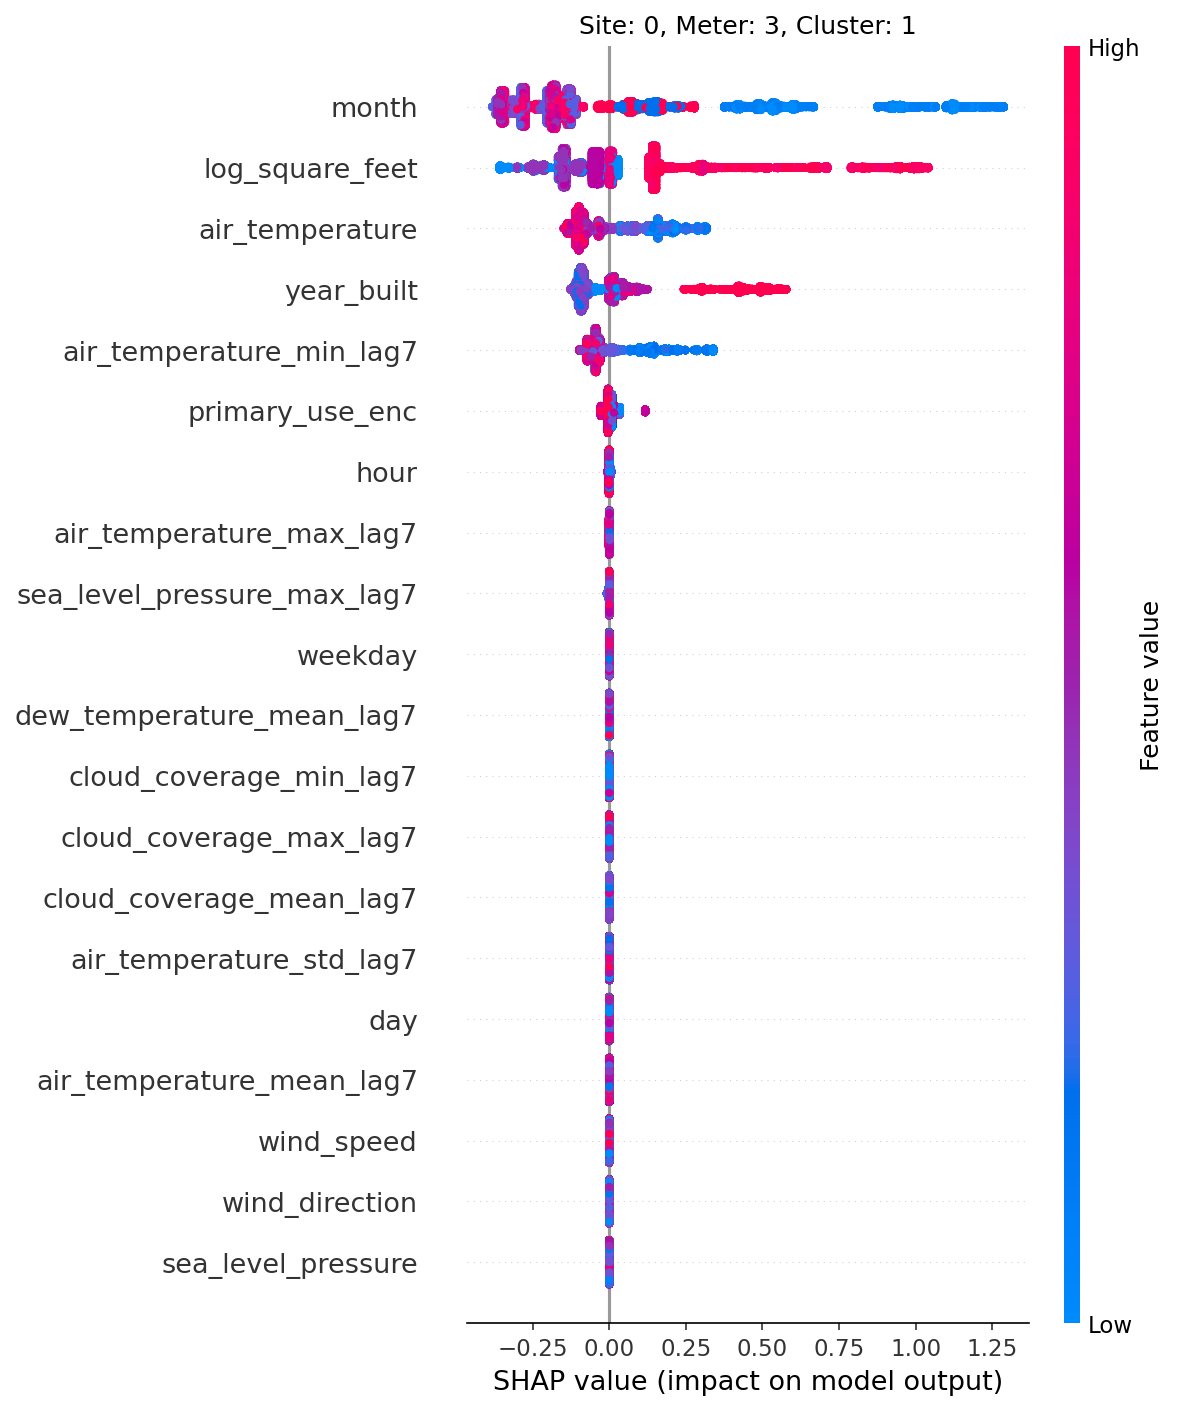 Site: 0, Meter: 3, Cluster: 1
High
month
log_square_feet
air_temperature
year_built
air_temperature_min_lag7
primary_use_enc
hour
air_temperature_max_lag7
sea_level_pressure_max_lag7
weekday
dew_temperature_mean_lag7
cloud_coverage_min_lag7
cloud_coverage_max_lag7
cloud_coverage_mean_lag7
air_temperature_std_lag7
day
air_temperature_mean_lag7
wind_speed
wind_direction
sea_level_pressure
Feature value
Low
−0.25 0.00 0.25 0.50 0.75 1.00 1.25
SHAP value (impact on model output)